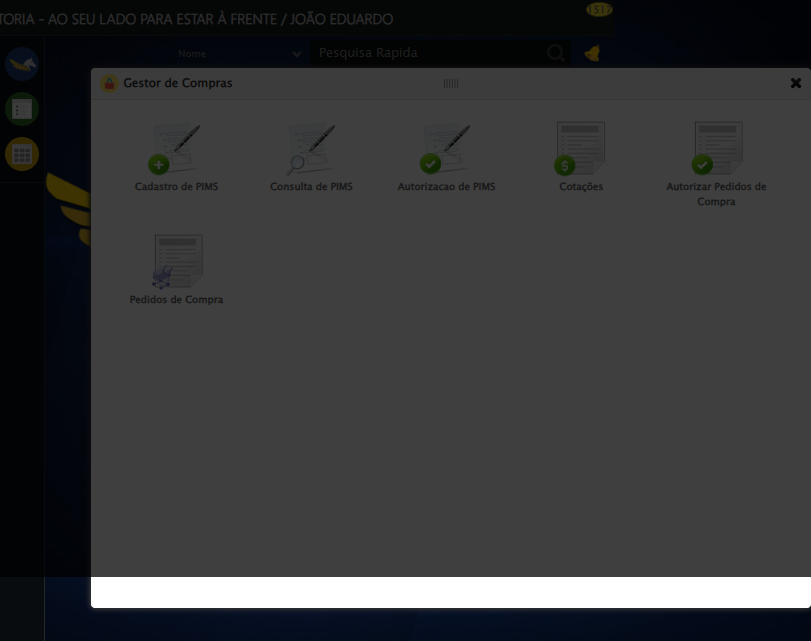 TORIA - AO SEU LADO PARA ESTAR À FRENTE / JOÃO EDUARDO
Nome
Pesquisa Rapida
Gestor de Compras
Cadastro de PIMS
Consulta de PIMS
Autorizacao de PIMS
Cotações
Autorizar Pedidos de
Compra
Pedidos de Compra